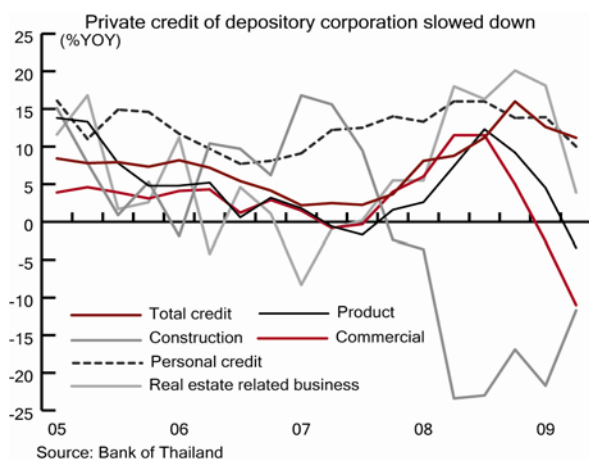 Private credit of depository corporation slowed down
(%YOY)
25
20
15
10
5
0
-5
-10
-15
-20
-25
Total credit
Product
Construction
Commercial
Personal credit
Real estate related business
05
06
07
08
09
Source: Bank of Thailand